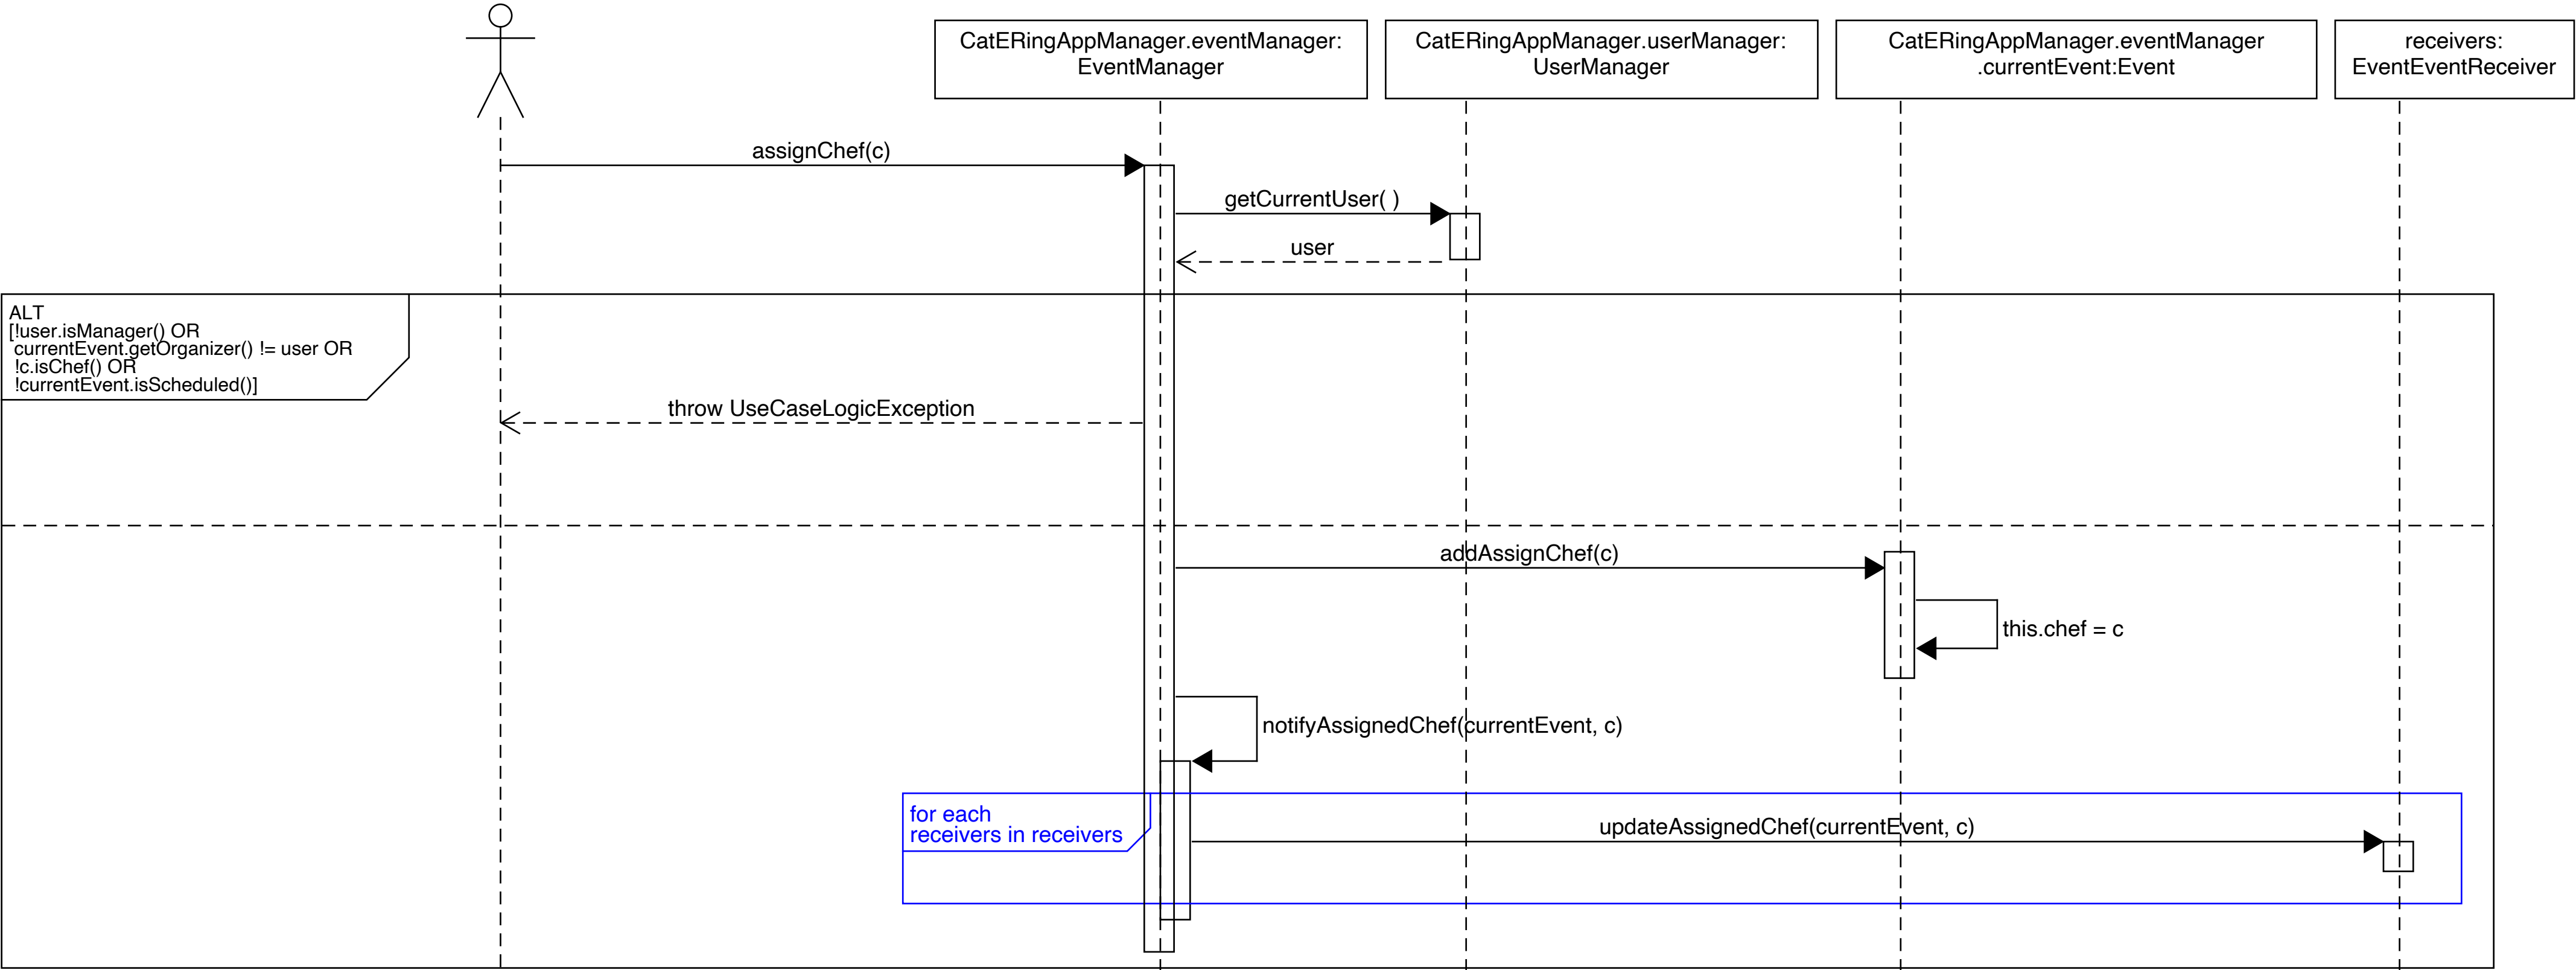 CatERingAppManager.eventManager:
EventManager
CatERingAppManager.userManager:
UserManager
CatERingAppManager.eventManager
.currentEvent:Event
receivers:
EventEventReceiver
assignChef(c)
getCurrentUser( )
user
ALT
[!user.isManager() OR
currentEvent.getOrganizer() != user OR
!c.isChef() OR
!currentEvent.isScheduled()]
throw UseCaseLogicException
addAssignChef(c)
this.chef = c
notifyAssignedChef(currentEvent, c)
for each
receivers in receivers
updateAssignedChef(currentEvent, c)